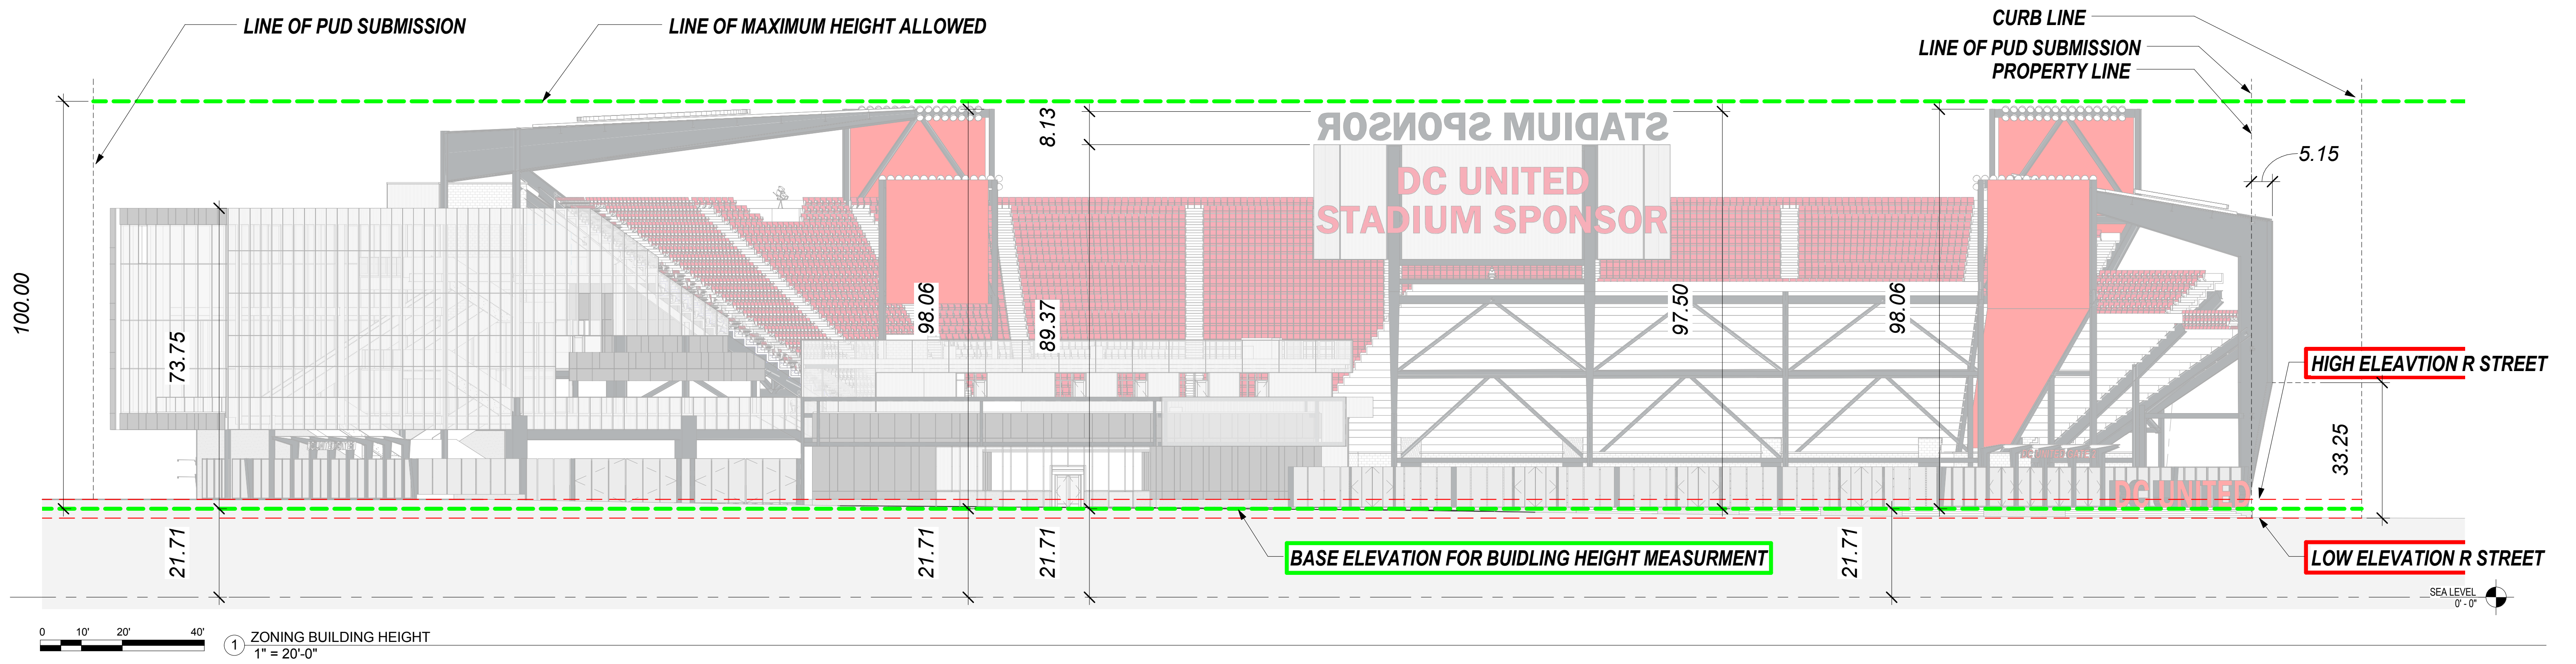 LINE OF PUD SUBMISSION
LINE OF MAXIMUM HEIGHT ALLOWED
CURB LINE
LINE OF PUD SUBMISSION
PROPERTY LINE
8.13
STADIUM SPONSOR
5.15
DC UNITED
STADIUM SPONSOR
100.00
73.75
98.06
89.37
97.50
98.06
HIGH ELEAVTION R STREET
33.25
DC UNITED
21.71
21.71
21.71
21.71
BASE ELEVATION FOR BUIDLING HEIGHT MEASURMENT
LOW ELEVATION R STREET
SEA LEVEL
0' - 0"
0 10' 20' 40'
1 ZONING BUILDING HEIGHT
1" = 20'-0"